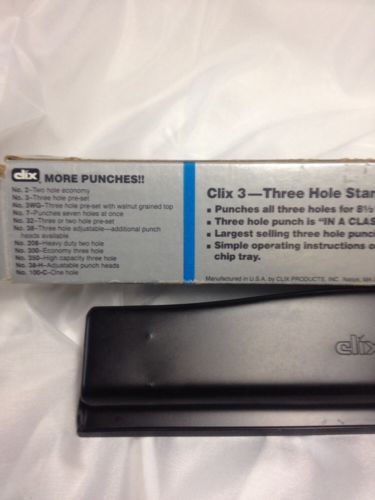 clix MORE PUNCHES!!
No. 2–Two hole economy
No. 3–Three hole pre-set
No. 3WG–Three hole pre-set with walnut grained top
No. 7–Punches seven holes at once
No. 32–Three or two hole pre-set
No. 38–Three hole adjustable—additional punch
heads available
No. 208–Heavy duty two hole
No. 300–Economy three hole
No. 350–High capacity three hole
No. 38-H–Adjustable punch heads
No. 100-C–One hole
Clix 3—Three Hole Stan
▪ Punches all three holes for 8½
▪ Three hole punch is "IN A CLAS
▪ Largest selling three hole punc
▪ Simple operating instructions o
chip tray.
Manufactured in U.S.A. by CLIX PRODUCTS, INC. Natick, MA
clix